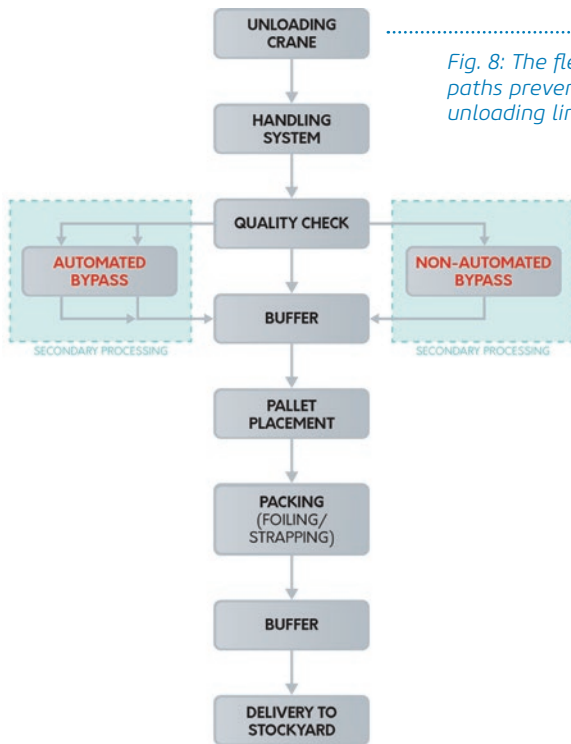 UNLOADING
CRANE
Fig. 8: The fle
paths preven
unloading lin
HANDLING
SYSTEM
QUALITY CHECK
AUTOMATED
BYPASS
NON-AUTOMATED
BYPASS
BUFFER
SECONDARY PROCESSING
SECONDARY PROCESSING
PALLET
PLACEMENT
PACKING
(FOILING/
STRAPPING)
BUFFER
DELIVERY TO
STOCKYARD